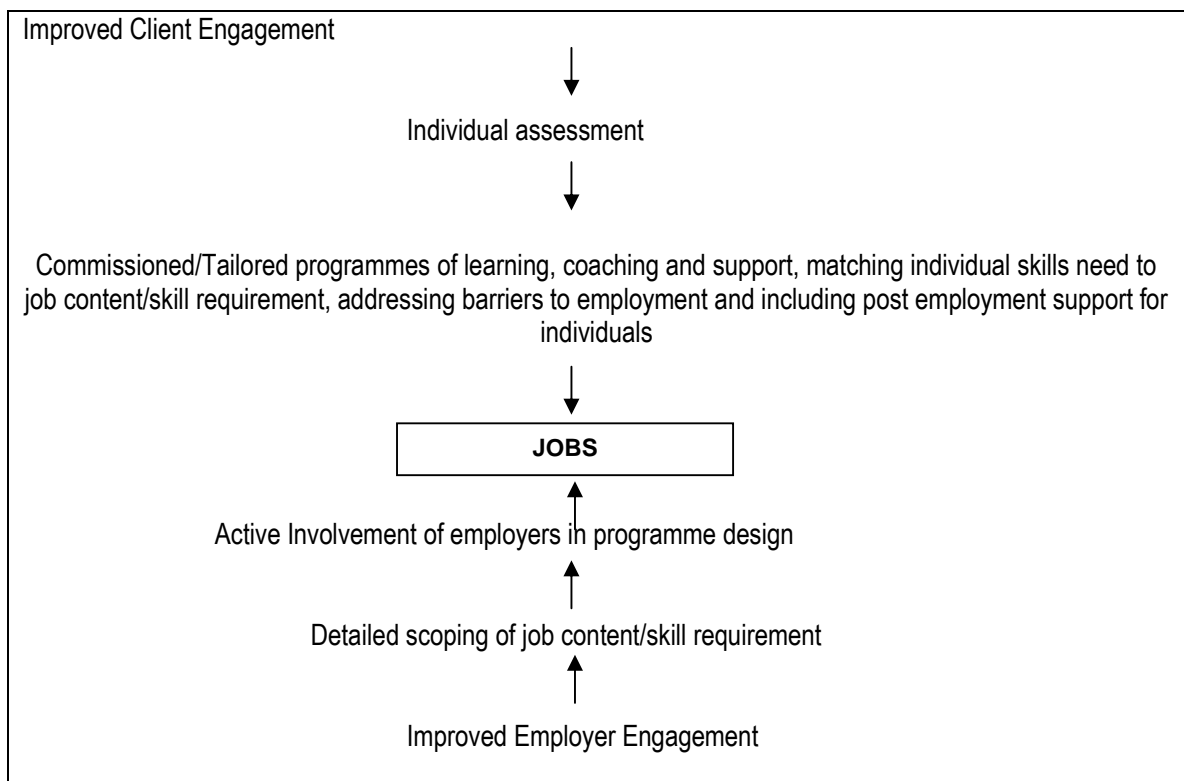 Improved Client Engagement
Individual assessment
Commissioned/Tailored programmes of learning, coaching and support, matching individual skills need to
job content/skill requirement, addressing barriers to employment and including post employment support for
individuals
JOBS
Active Involvement of employers in programme design
Detailed scoping of job content/skill requirement
Improved Employer Engagement